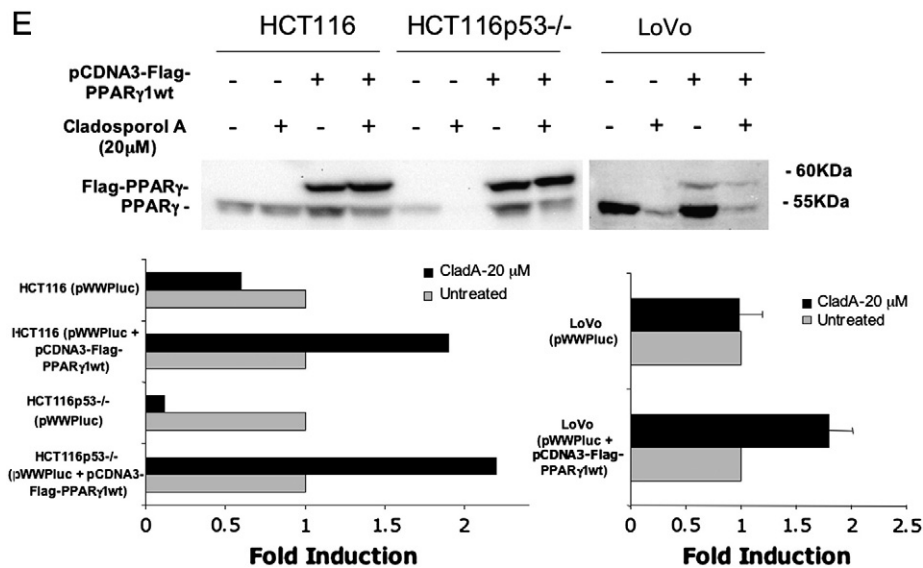 E
HCT116 HCT116p53-/- LoVo
pCDNA3-Flag-
PPARγ1wt
- - + + - - + + - - + +
Cladosporol A
(20μM)
- + - + - + - + - + - +
Flag-PPARγ-
PPARγ -
- 60KDa
- 55KDa
CladA-20 μM
Untreated
HCT116 (pWWPluc)
HCT116 (pWWPluc +
pCDNA3-Flag-
PPARγ1wt)
HCT116p53-/-
(pWWPluc)
HCT116p53-/-
(pWWPluc + pCDNA3-
Flag-PPARγ1wt)
0 0.5 1 1.5 2
Fold Induction
CladA-20 μM
Untreated
LoVo
(pWWPluc)
LoVo
(pWWPluc +
pCDNA3-Flag-
PPARγ1wt)
0 0.5 1 1.5 2 2.5
Fold Induction